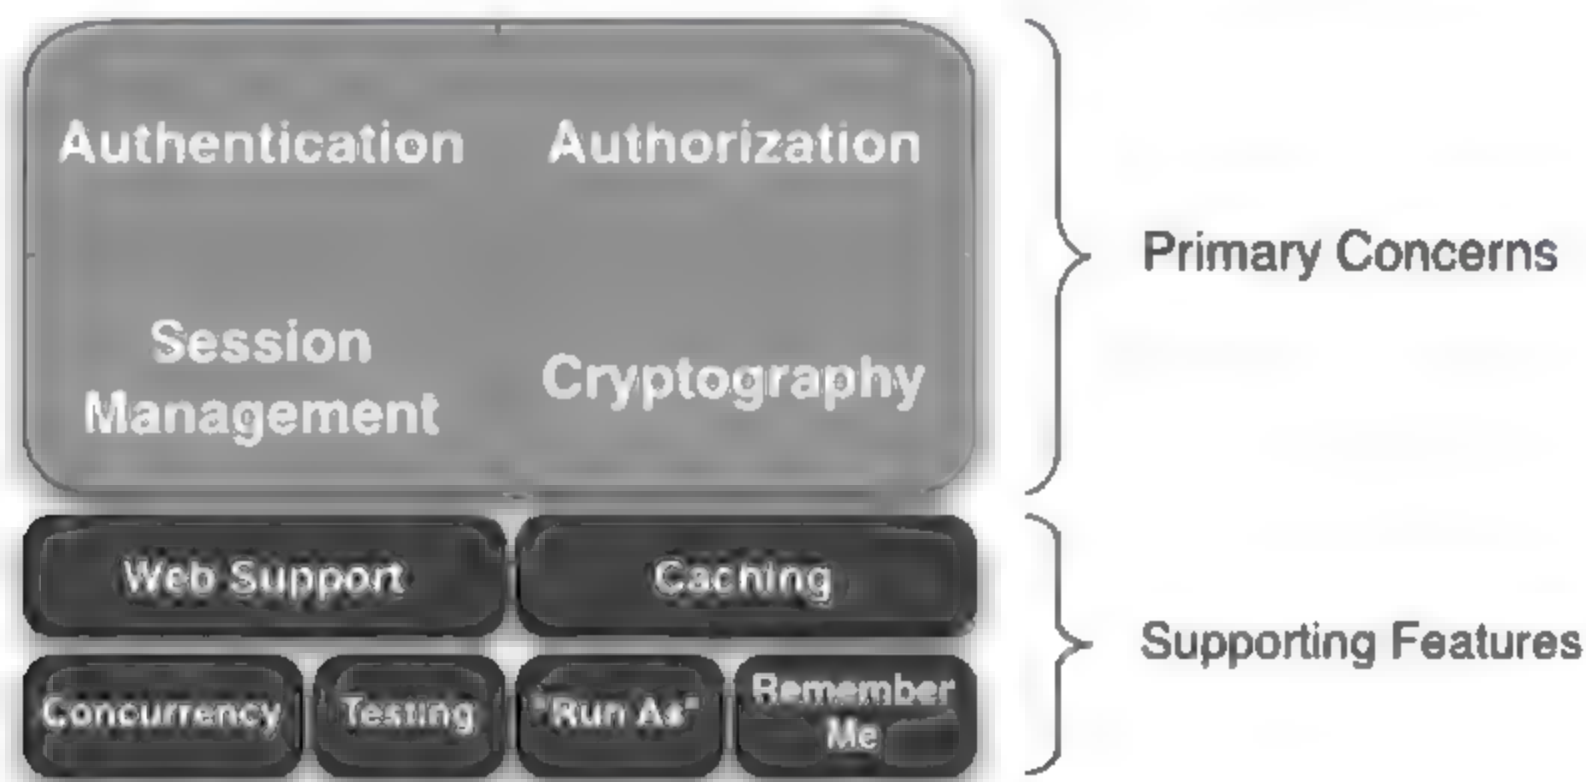 Authentication
Authorization
Session
Management
Cryptography
Primary Concerns
Web Support
Caching
Concurrency
Testing
"Run As"
Remember
Me
Supporting Features